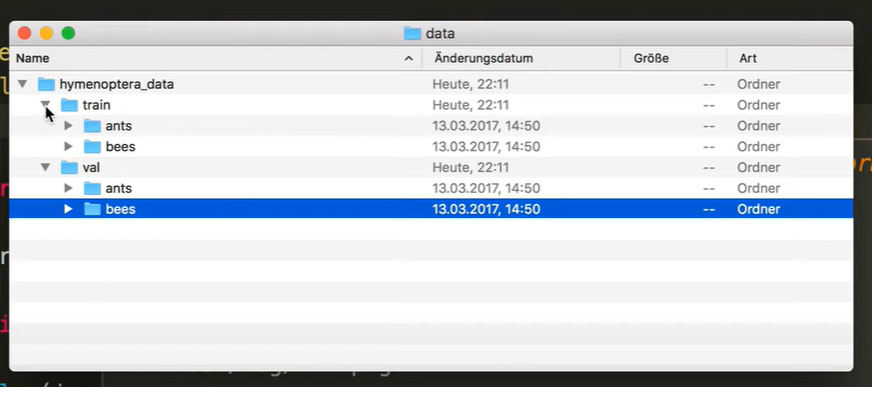 data
Name Änderungsdatum Größe Art
hymenoptera_data Heute, 22:11 -- Ordner
train Heute, 22:11 -- Ordner
ants 13.03.2017, 14:50 -- Ordner
bees 13.03.2017, 14:50 -- Ordner
val Heute, 22:11 -- Ordner
ants 13.03.2017, 14:50 -- Ordner
bees 13.03.2017, 14:50 -- Ordner